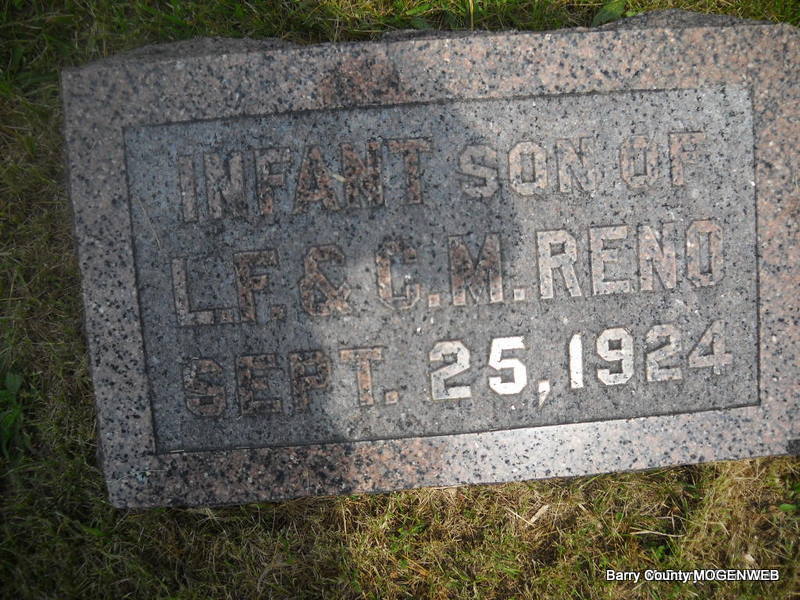 INFANT SON OF
L.F. & C.M. RENO
SEPT. 25, 1924
Barry County MOGENWEB